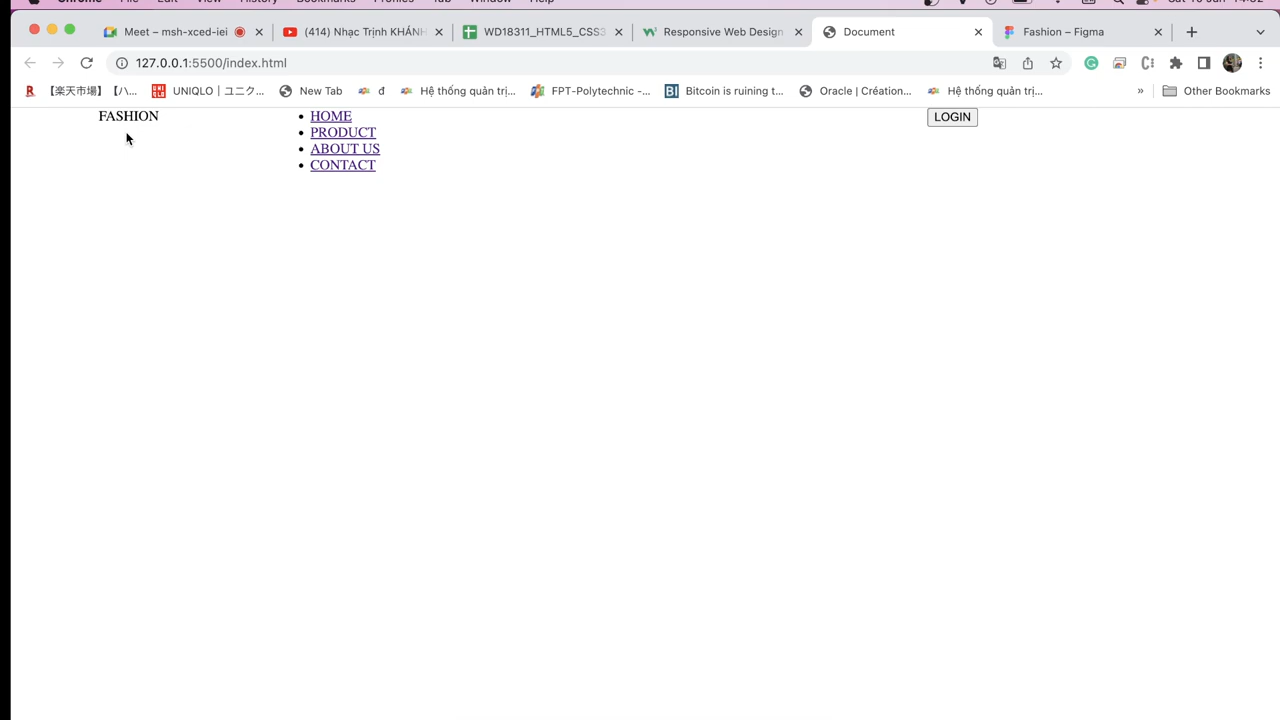 Meet – msh-xced-iei
(414) Nhạc Trịnh KHÁNH
WD18311_HTML5_CSS3
Responsive Web Design
Document
Fashion – Figma
127.0.0.1:5500/index.html
【楽天市場】【ハ...
UNIQLO｜ユニク...
New Tab
đ
Hệ thống quản trị...
FPT-Polytechnic -...
Bitcoin is ruining t...
Oracle (Création...
Hệ thống quản trị...
»
Other Bookmarks
FASHION
HOME
PRODUCT
ABOUT US
CONTACT
LOGIN